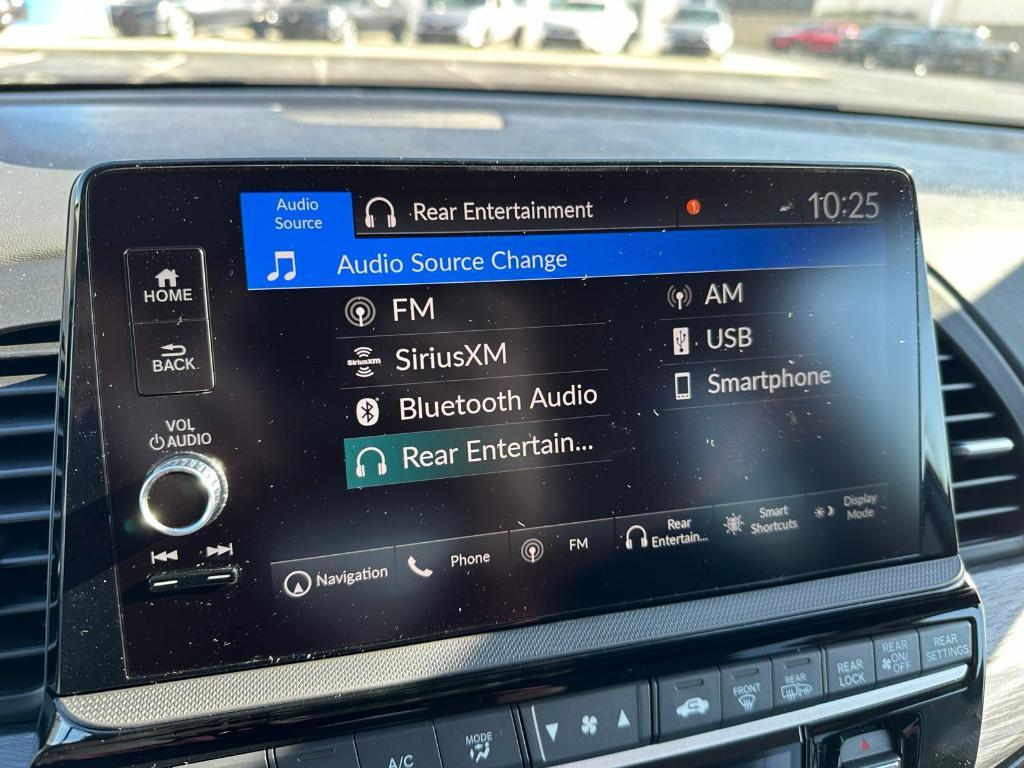 Audio
Source
Rear Entertainment
1
10:25
Audio Source Change
HOME
BACK
FM
AM
SiriusXM
SiriusXM
USB
Bluetooth Audio
Smartphone
Rear Entertain...
VOL
AUDIO
Navigation
Phone
FM
Rear
Entertain...
Smart
Shortcuts
Display
Mode
A/C
MODE
FRONT
REAR
REAR
LOCK
REAR
ON/
OFF
REAR
SETTINGS